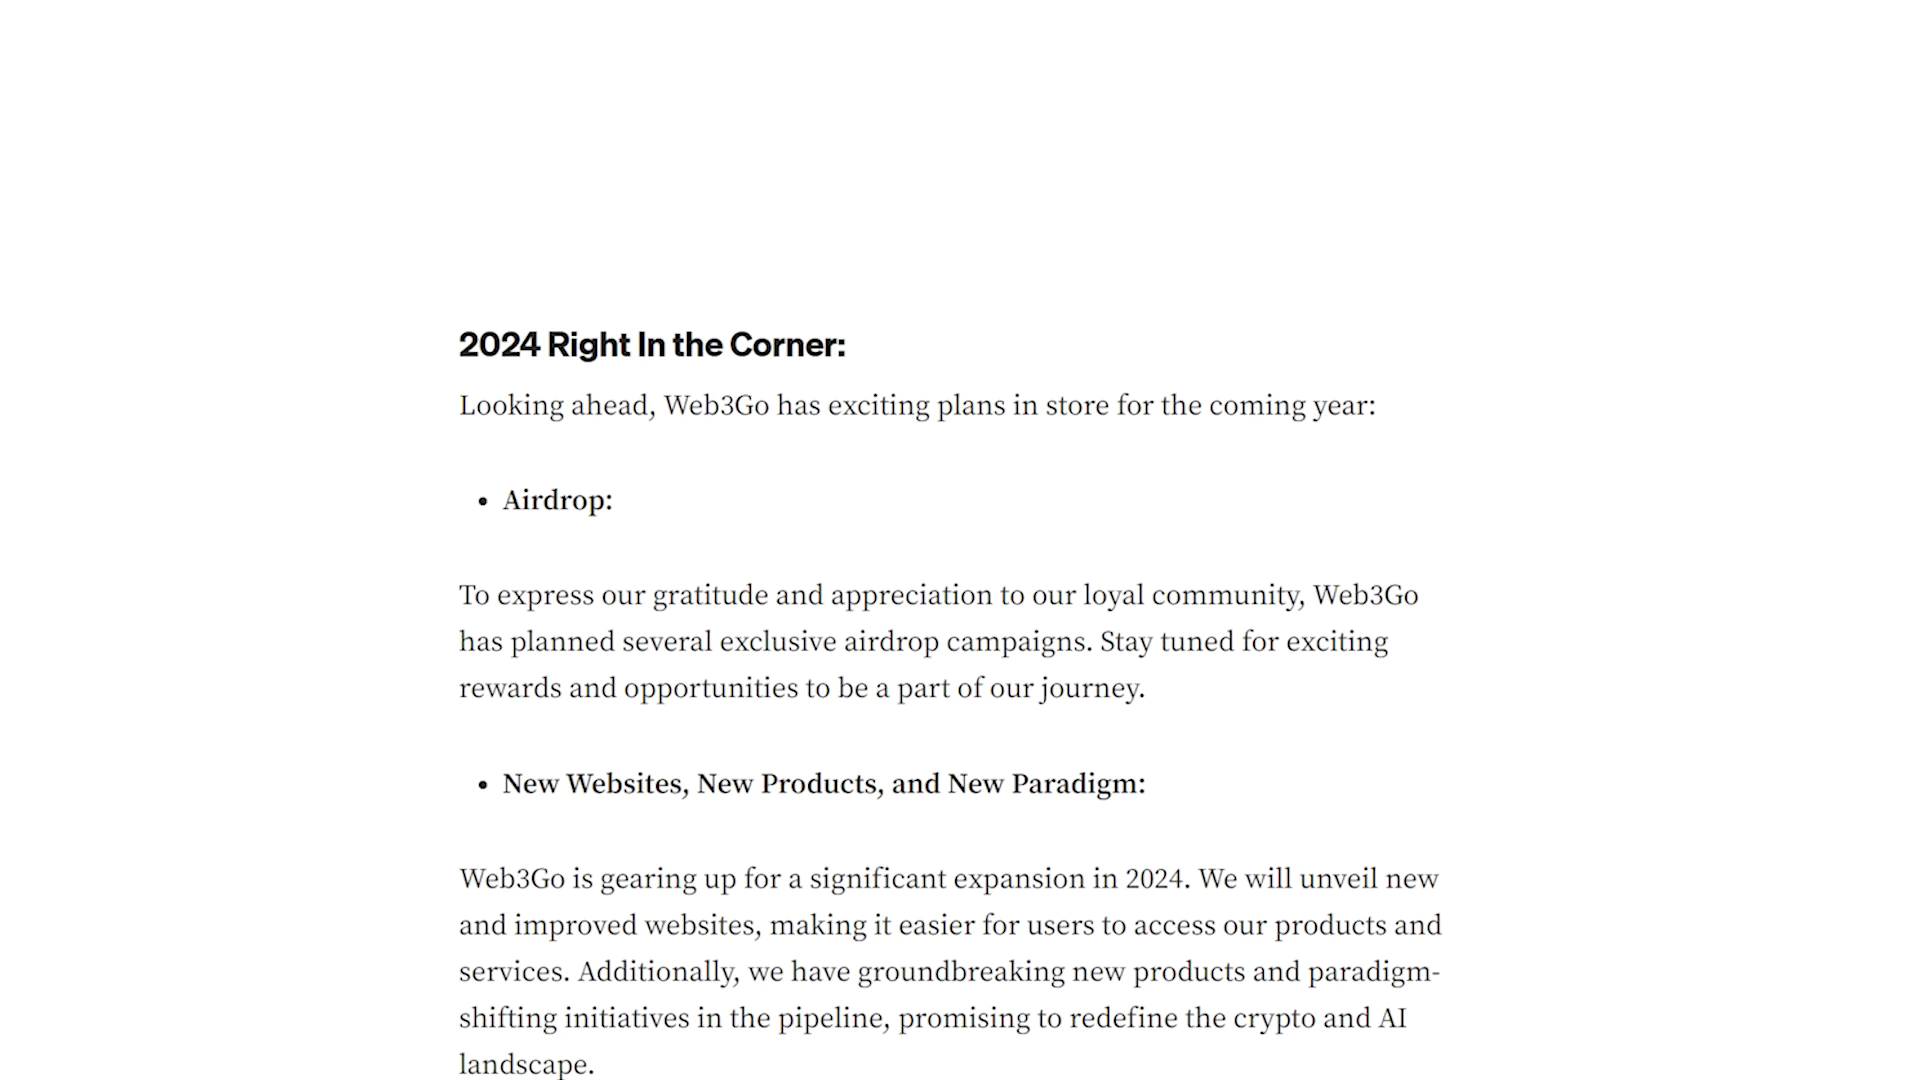 2024 Right In the Corner:
Looking ahead, Web3Go has exciting plans in store for the coming year:
• Airdrop:
To express our gratitude and appreciation to our loyal community, Web3Go
has planned several exclusive airdrop campaigns. Stay tuned for exciting
rewards and opportunities to be a part of our journey.
• New Websites, New Products, and New Paradigm:
Web3Go is gearing up for a significant expansion in 2024. We will unveil new
and improved websites, making it easier for users to access our products and
services. Additionally, we have groundbreaking new products and paradigm-
shifting initiatives in the pipeline, promising to redefine the crypto and AI
landscape.